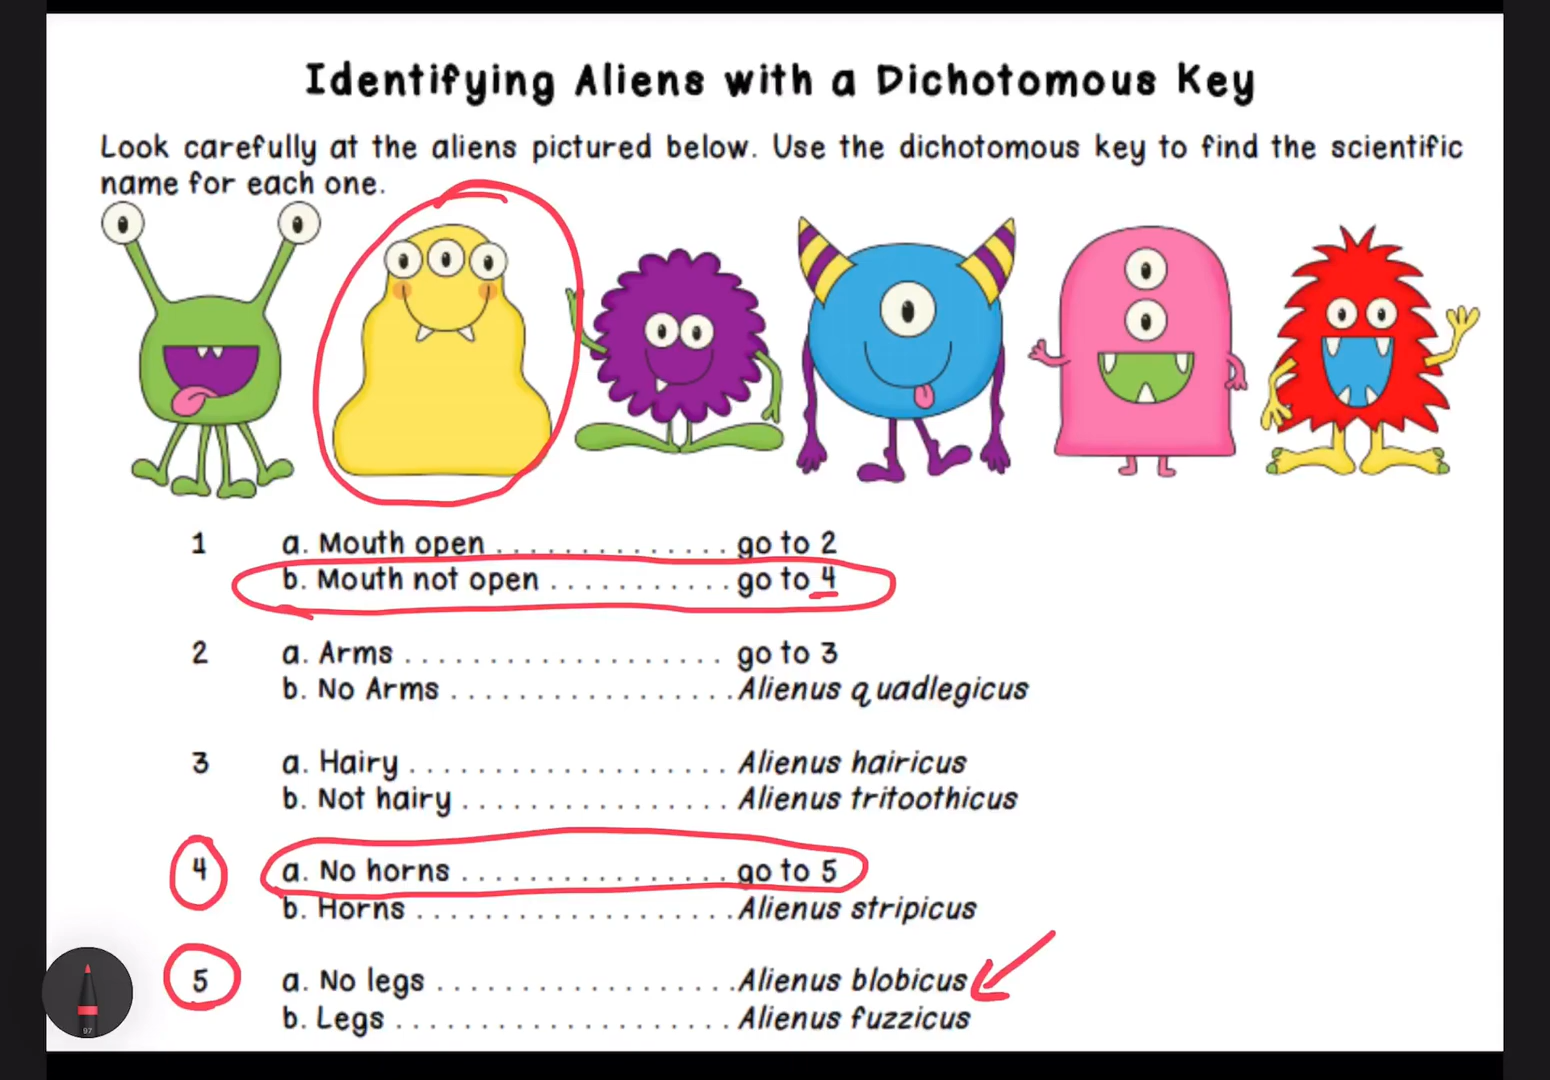 Identifying Aliens with a Dichotomous Key
Look carefully at the aliens pictured below. Use the dichotomous key to find the scientific
name for each one.
1 a. Mouth open . . . . . . . . . . . . . . go to 2
b. Mouth not open . . . . . . . . . . . go to 4
2 a. Arms . . . . . . . . . . . . . . . . . . . go to 3
b. No Arms . . . . . . . . . . . . . . . . . Alienus quadlegicus
3 a. Hairy . . . . . . . . . . . . . . . . . . . Alienus hairicus
b. Not hairy . . . . . . . . . . . . . . . . Alienus tritoothicus
4 a. No horns . . . . . . . . . . . . . . . . go to 5
b. Horns . . . . . . . . . . . . . . . . . . . Alienus stripicus
5 a. No legs . . . . . . . . . . . . . . . . . . Alienus blobicus
b. Legs . . . . . . . . . . . . . . . . . . . . Alienus fuzzicus
97